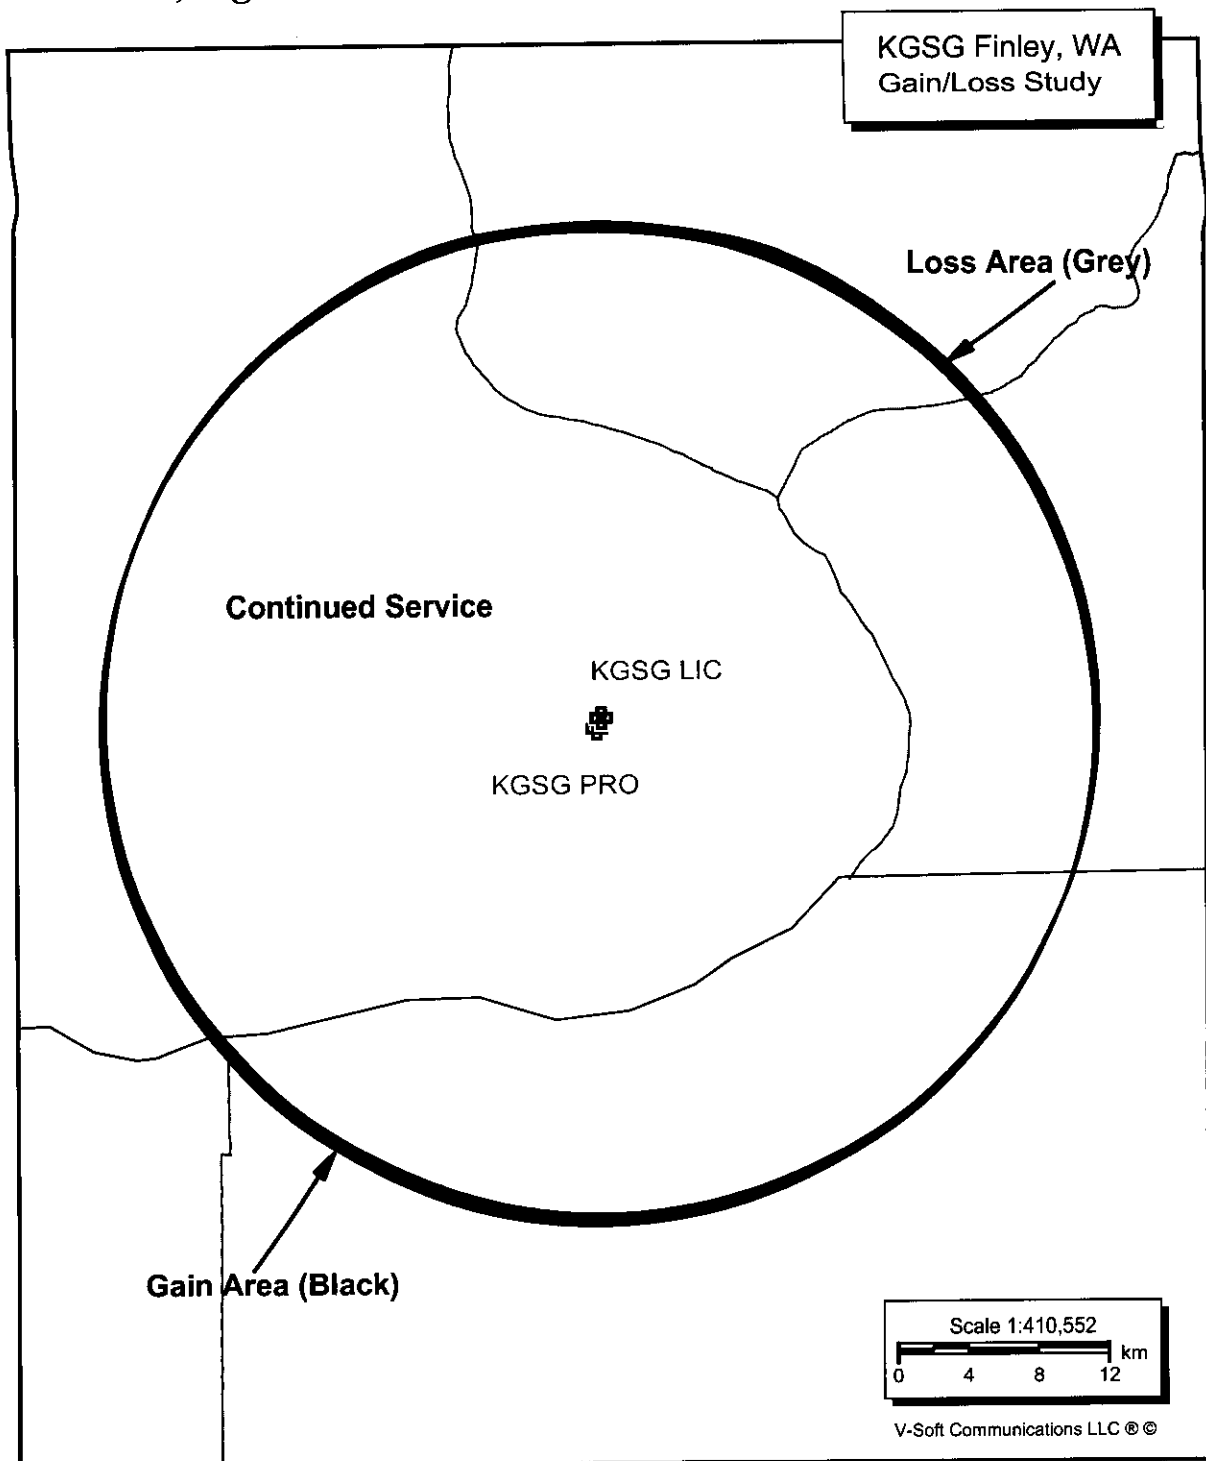 KGSG Finley, WA
Gain/Loss Study
Loss Area (Grey)
Continued Service
KGSG LIC
KGSG PRO
Gain Area (Black)
Scale 1:410,552
km
0 4 8 12
V-Soft Communications LLC ® ©